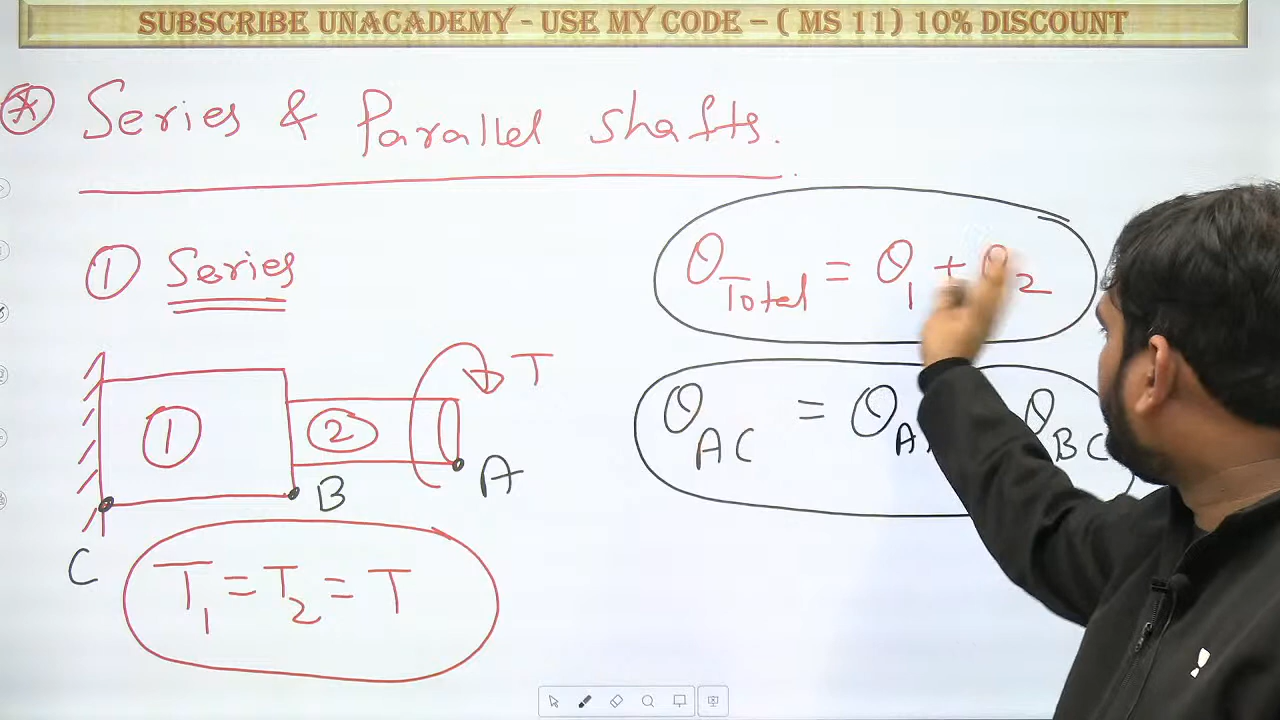 SUBSCRIBE UNACADEMY - USE MY CODE – ( MS 11) 10% DISCOUNT
Series & Parallel shafts.
① Series
θTotal = θ1 + θ2
θAC = θBC
① ② T
B A
C
T1 = T2 = T